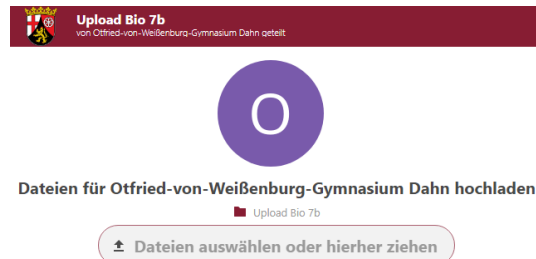 Upload Bio 7b
von Otfried-von-Weißenburg-Gymnasium Dahn geteilt
O
Dateien für Otfried-von-Weißenburg-Gymnasium Dahn hochladen
Upload Bio 7b
Dateien auswählen oder hierher ziehen